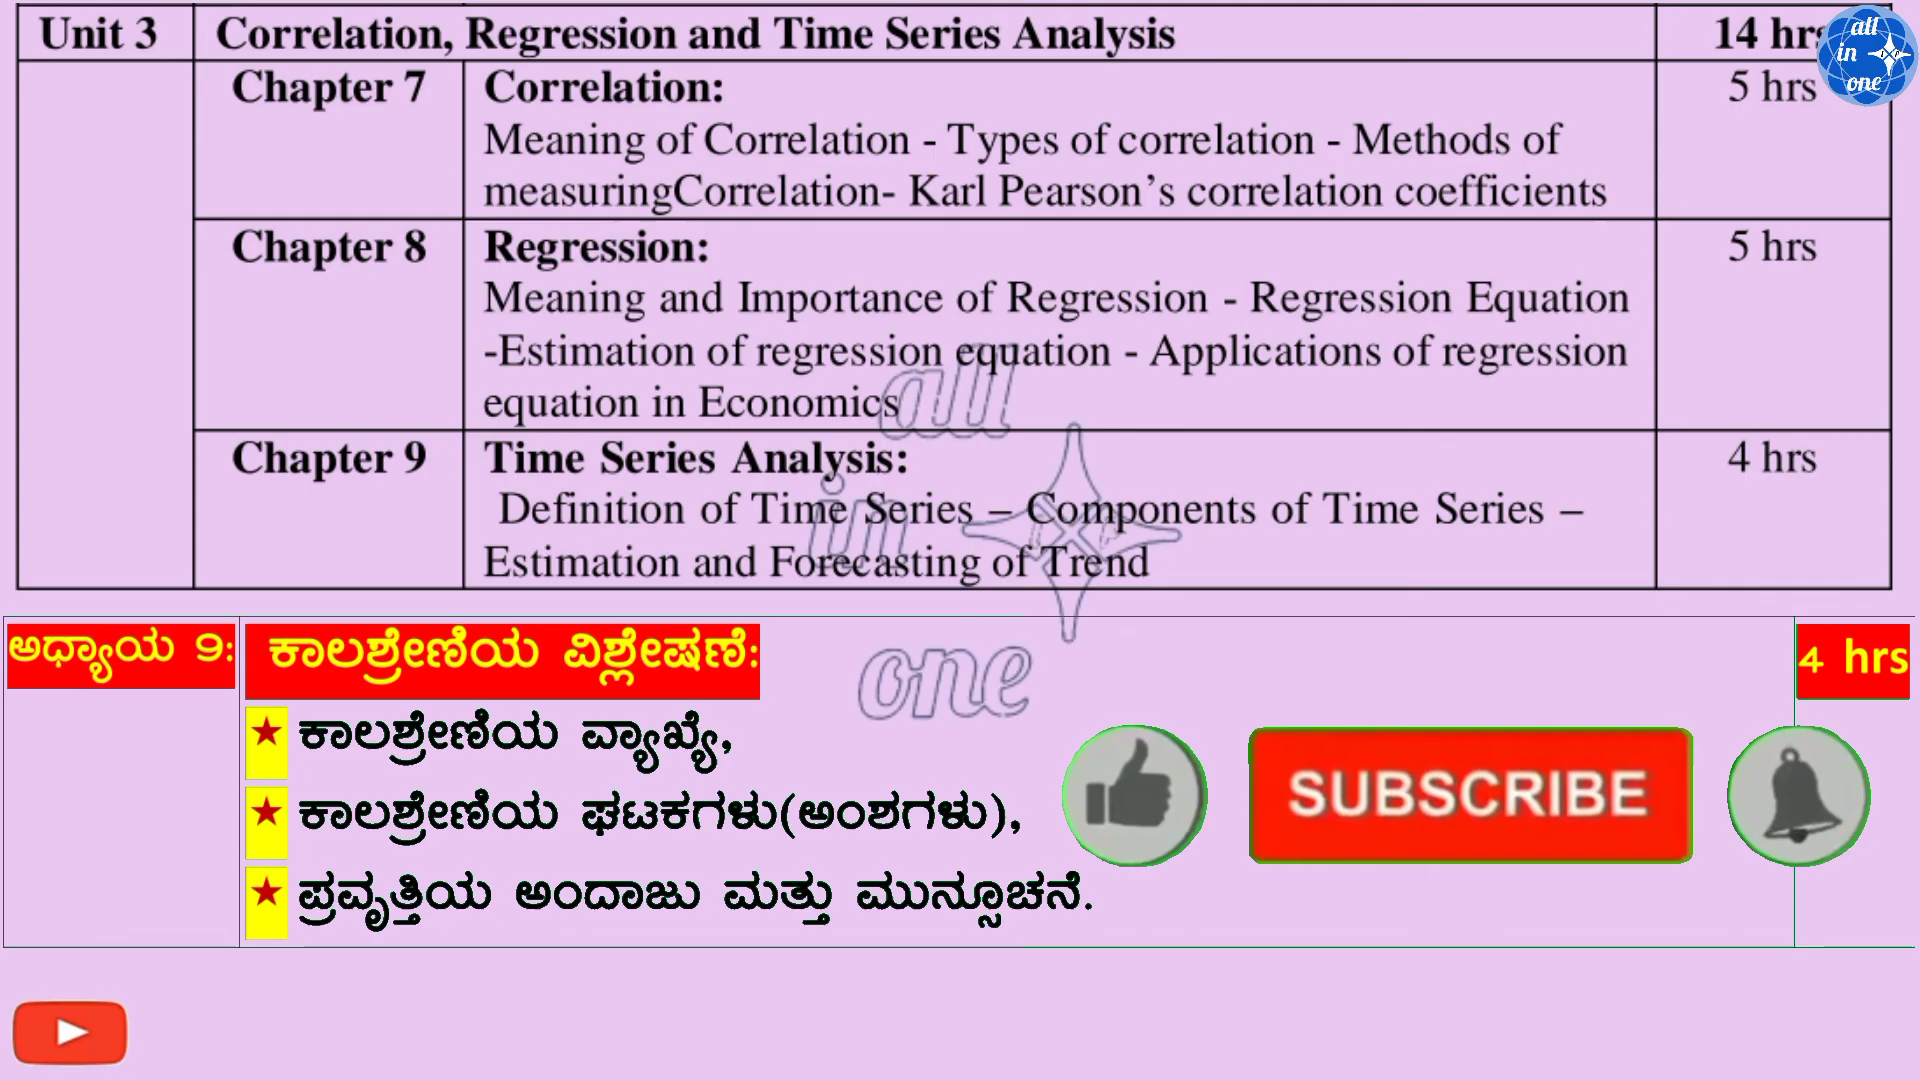 Unit 3 Correlation, Regression and Time Series Analysis 14 hrs
Chapter 7 Correlation: 5 hrs
Meaning of Correlation - Types of correlation - Methods of
measuringCorrelation- Karl Pearson’s correlation coefficients
Chapter 8 Regression: 5 hrs
Meaning and Importance of Regression - Regression Equation
-Estimation of regression equation - Applications of regression
equation in Economics
Chapter 9 Time Series Analysis: 4 hrs
Definition of Time Series – Components of Time Series –
Estimation and Forecasting of Trend
all
in
one
all
in
one
ಅಧ್ಯಾಯ ೨: ಕಾಲಶ್ರೇಣಿಯ ವಿಶ್ಲೇಷಣೆ: 4 hrs
★ ಕಾಲಶ್ರೇಣಿಯ ವ್ಯಾಖ್ಯೆ,
★ ಕಾಲಶ್ರೇಣಿಯ ಘಟಕಗಳು(ಅಂಶಗಳು),
★ ಪ್ರವೃತ್ತಿಯ ಅಂದಾಜು ಮತ್ತು ಮುನ್ಸೂಚನೆ.
SUBSCRIBE